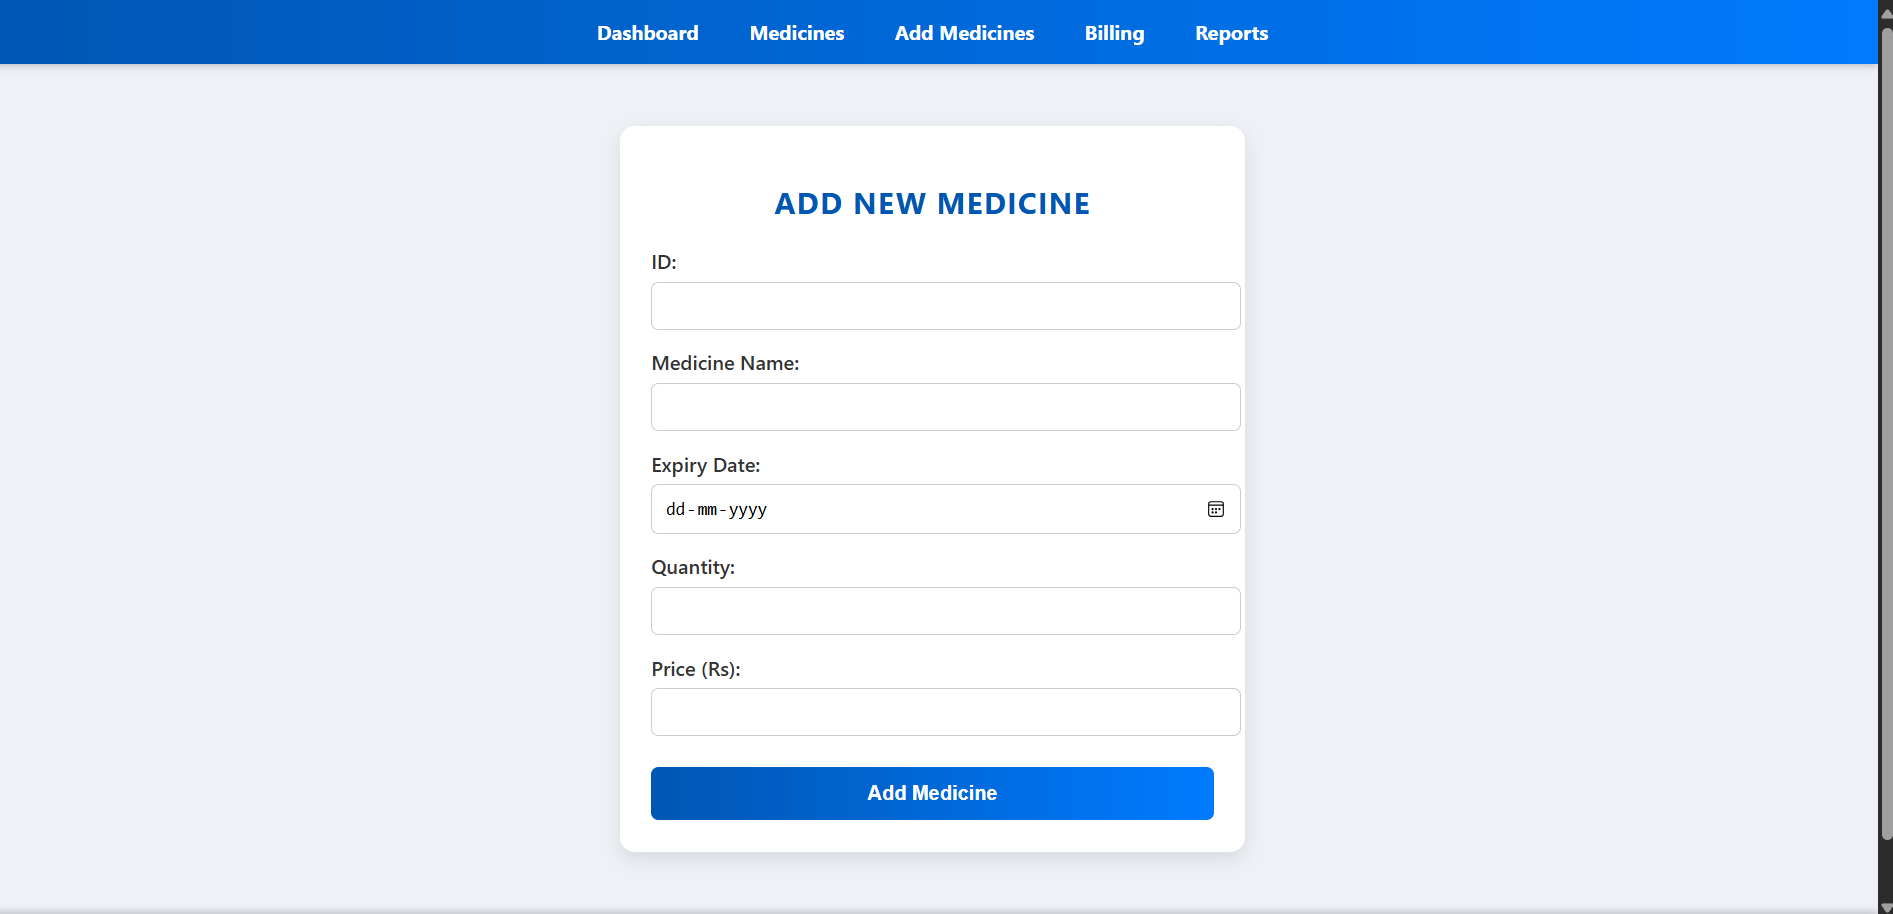 Dashboard Medicines Add Medicines Billing Reports
ADD NEW MEDICINE
ID:
Medicine Name:
Expiry Date:
dd-mm-yyyy
Quantity:
Price (Rs):
Add Medicine